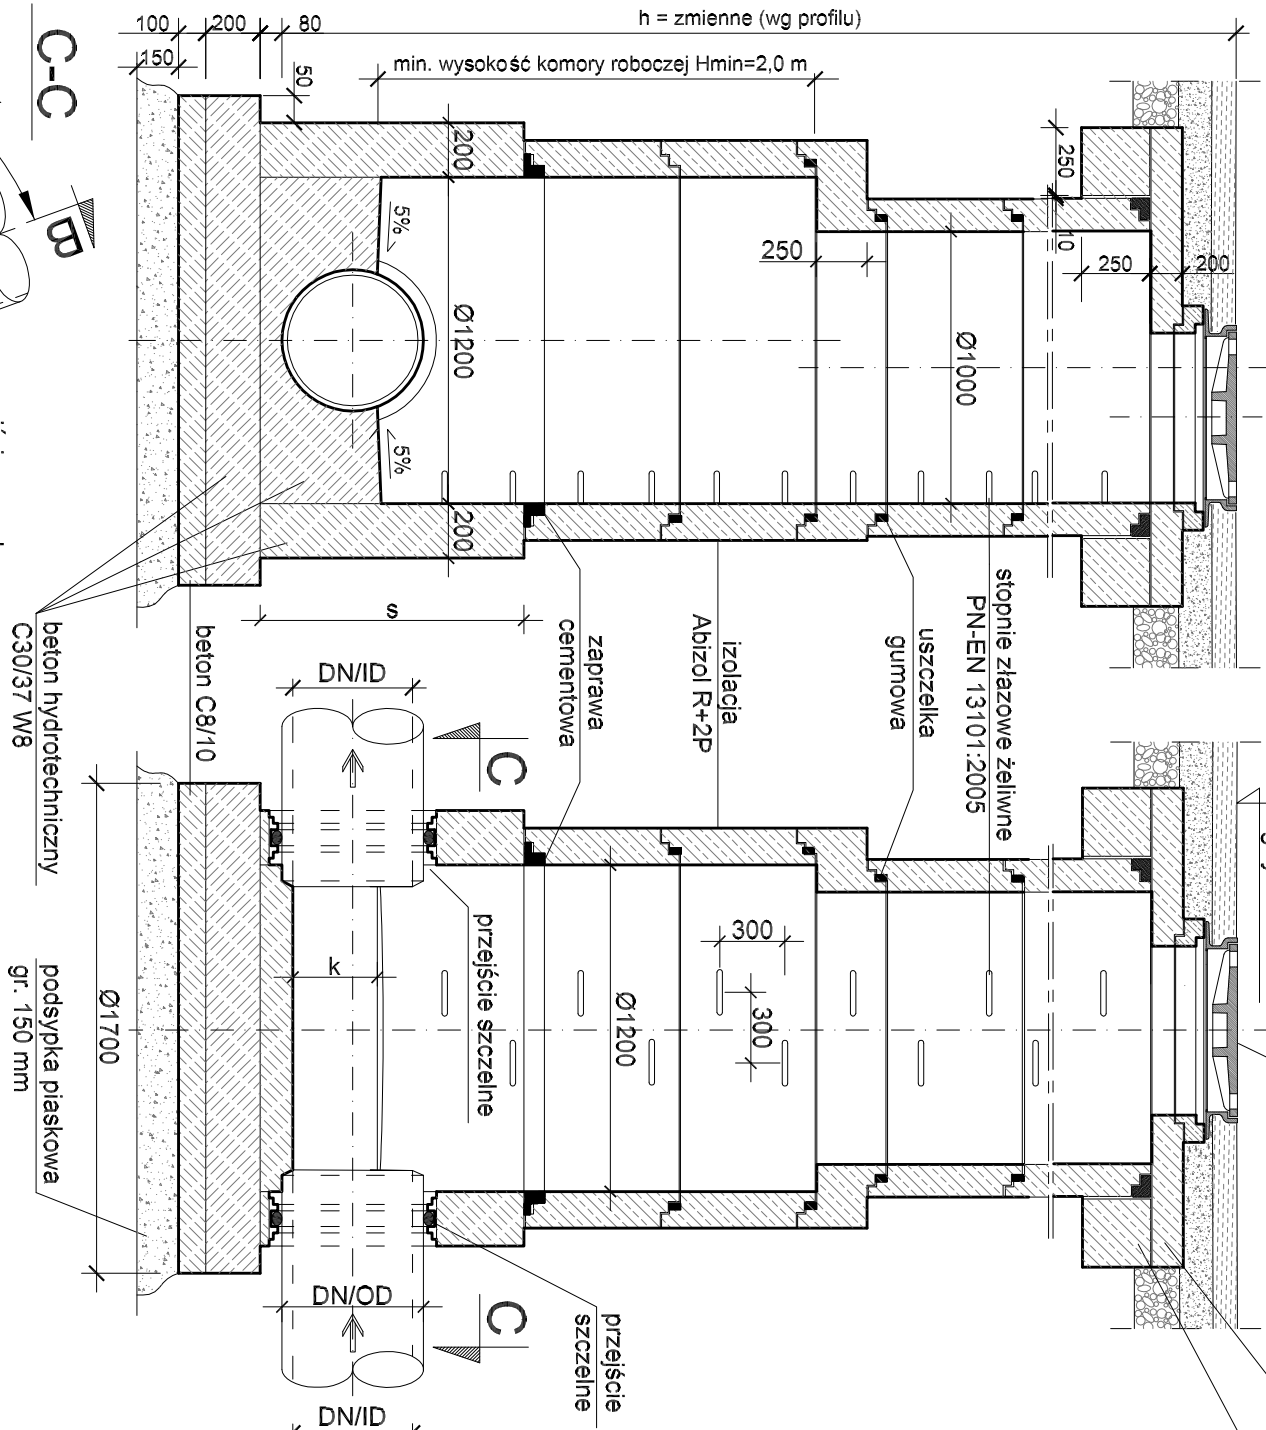 h = zmienne (wg profilu)
100
200
80
150
50
min. wysokość komory roboczej Hmin=2,0 m
C-C
B
200
250
10
5%
250
250
200
Ø1200
Ø1000
5%
200
s
stopnie złazowe żeliwne
PN-EN 13101:2005
uszczelka
gumowa
izolacja
Abizol R+2P
zaprawa
cementowa
beton C8/10
beton hydrotechniczny
C30/37 W8
DN/ID
C
przejście szczelne
300
300
k
Ø1200
Ø1700
podsypka piaskowa
gr. 150 mm
DN/OD
C
przejście
szczelne
DN/ID